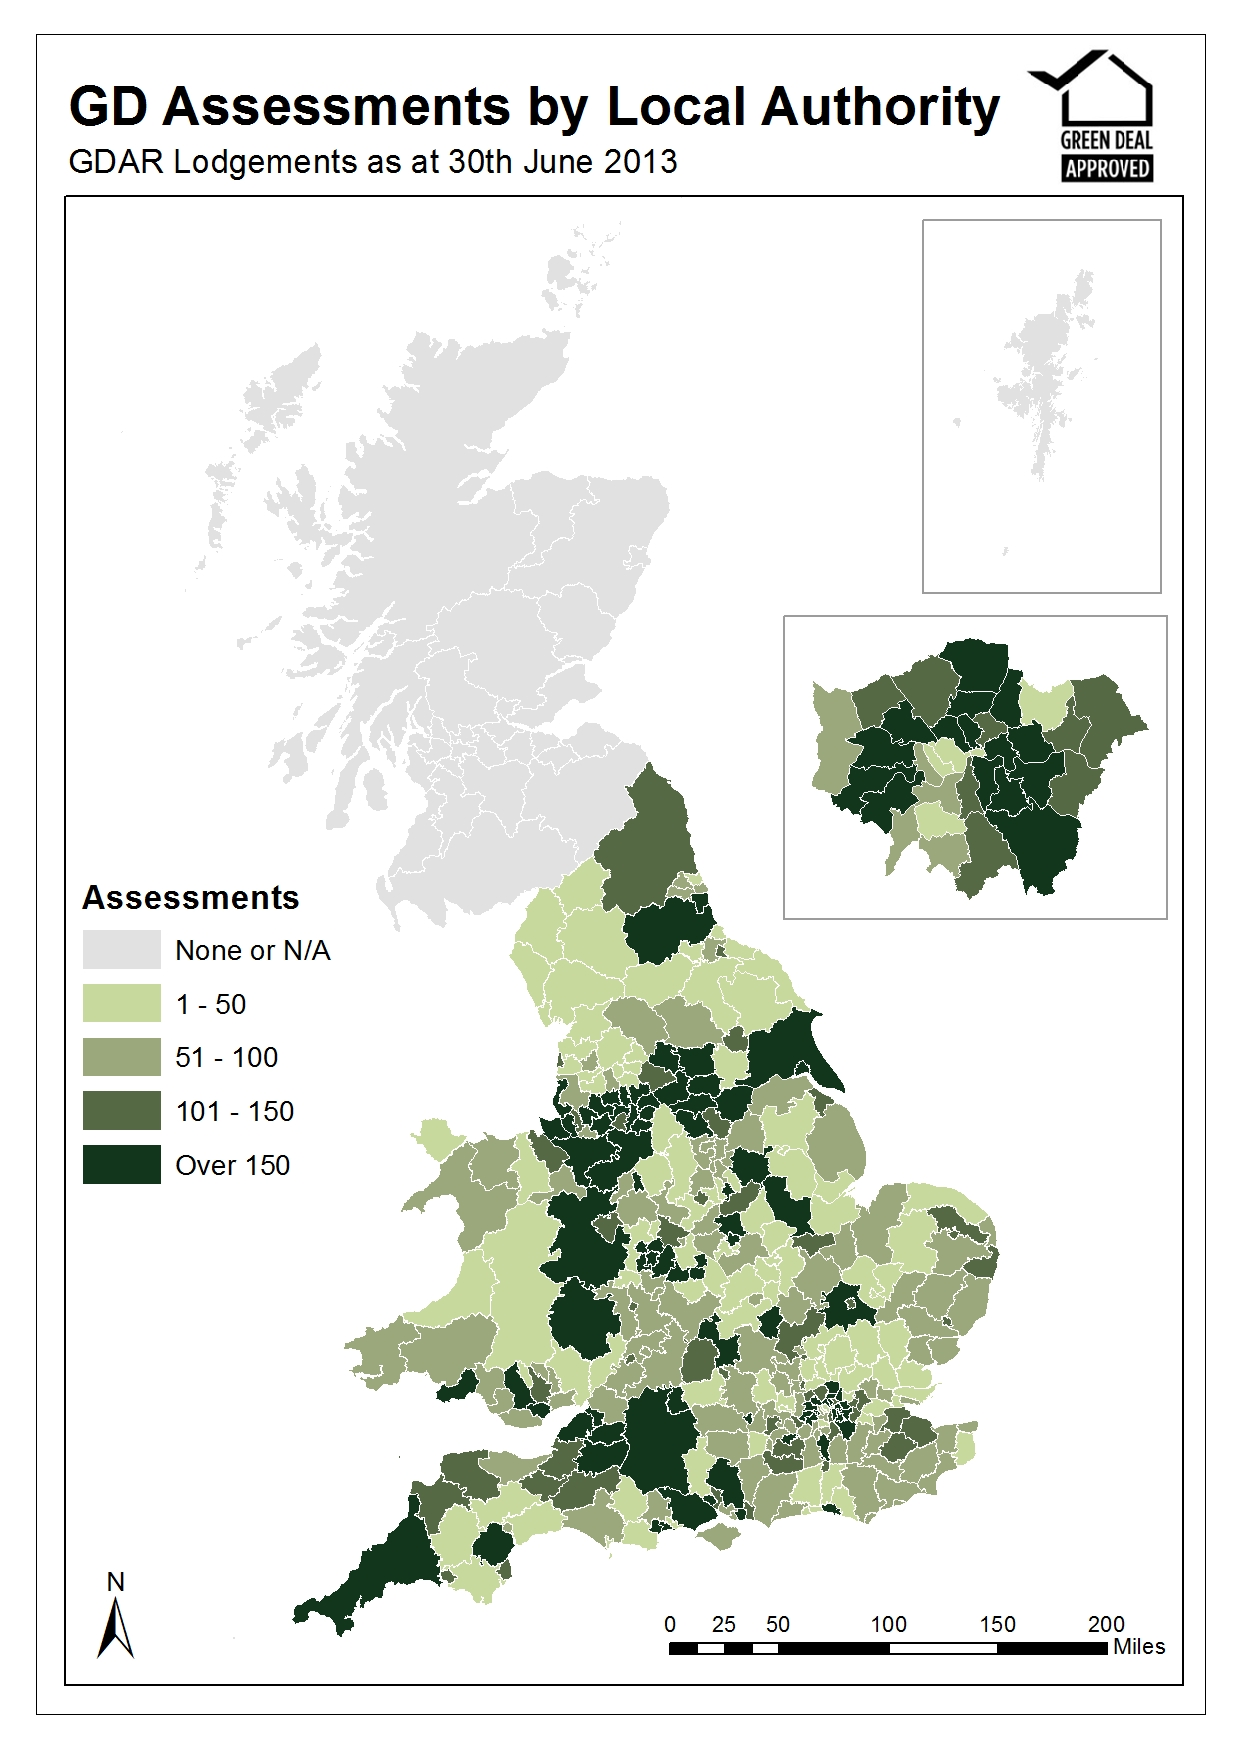 GD Assessments by Local Authority
GDAR Lodgements as at 30th June 2013
GREEN DEAL
APPROVED
Assessments
None or N/A
1 - 50
51 - 100
101 - 150
Over 150
N
0 25 50 100 150 200
Miles